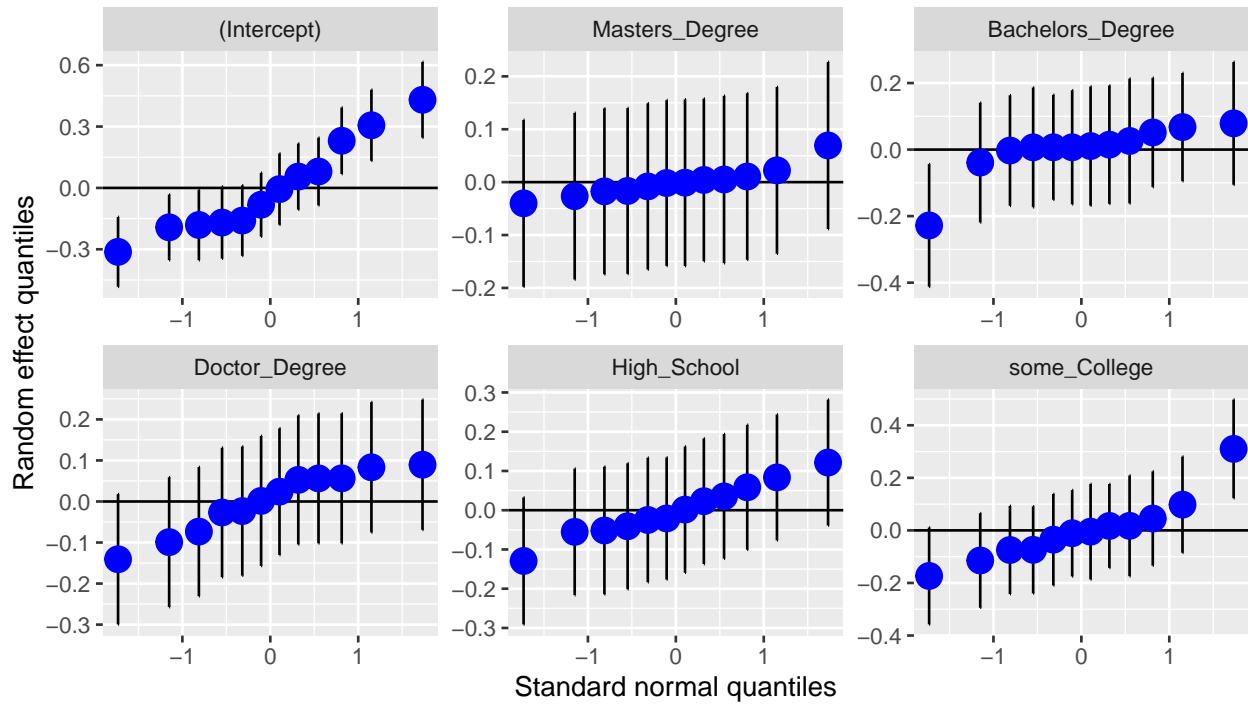 Random effect quantiles
(Intercept)
0.6
0.3
0.0
−0.3
−1 0 1
Masters_Degree
0.2
0.1
0.0
−0.1
−0.2
−1 0 1
Bachelors_Degree
0.2
0.0
−0.2
−0.4
−1 0 1
Doctor_Degree
0.2
0.1
0.0
−0.1
−0.2
−0.3
−1 0 1
High_School
0.3
0.2
0.1
0.0
−0.1
−0.2
−0.3
−1 0 1
some_College
0.4
0.2
0.0
−0.2
−0.4
−1 0 1
Standard normal quantiles